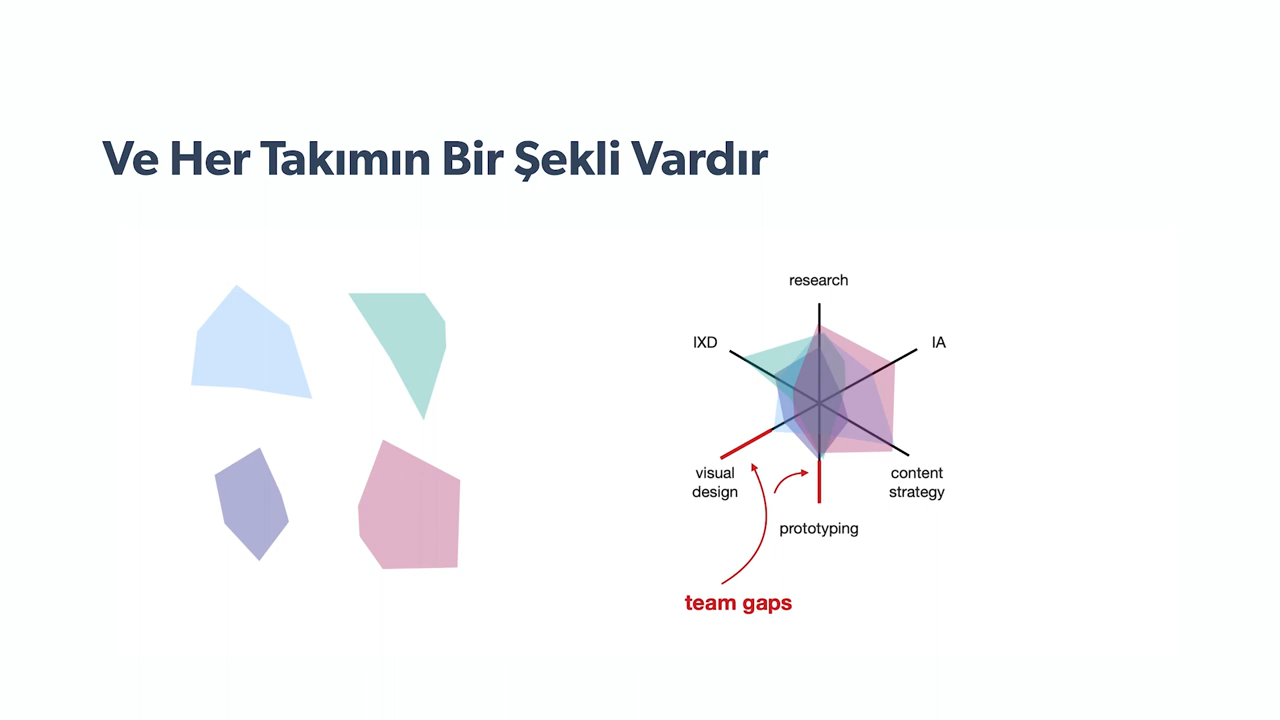 Ve Her Takımın Bir Şekli Vardır
research
IXD
IA
visual
design
content
strategy
prototyping
team gaps